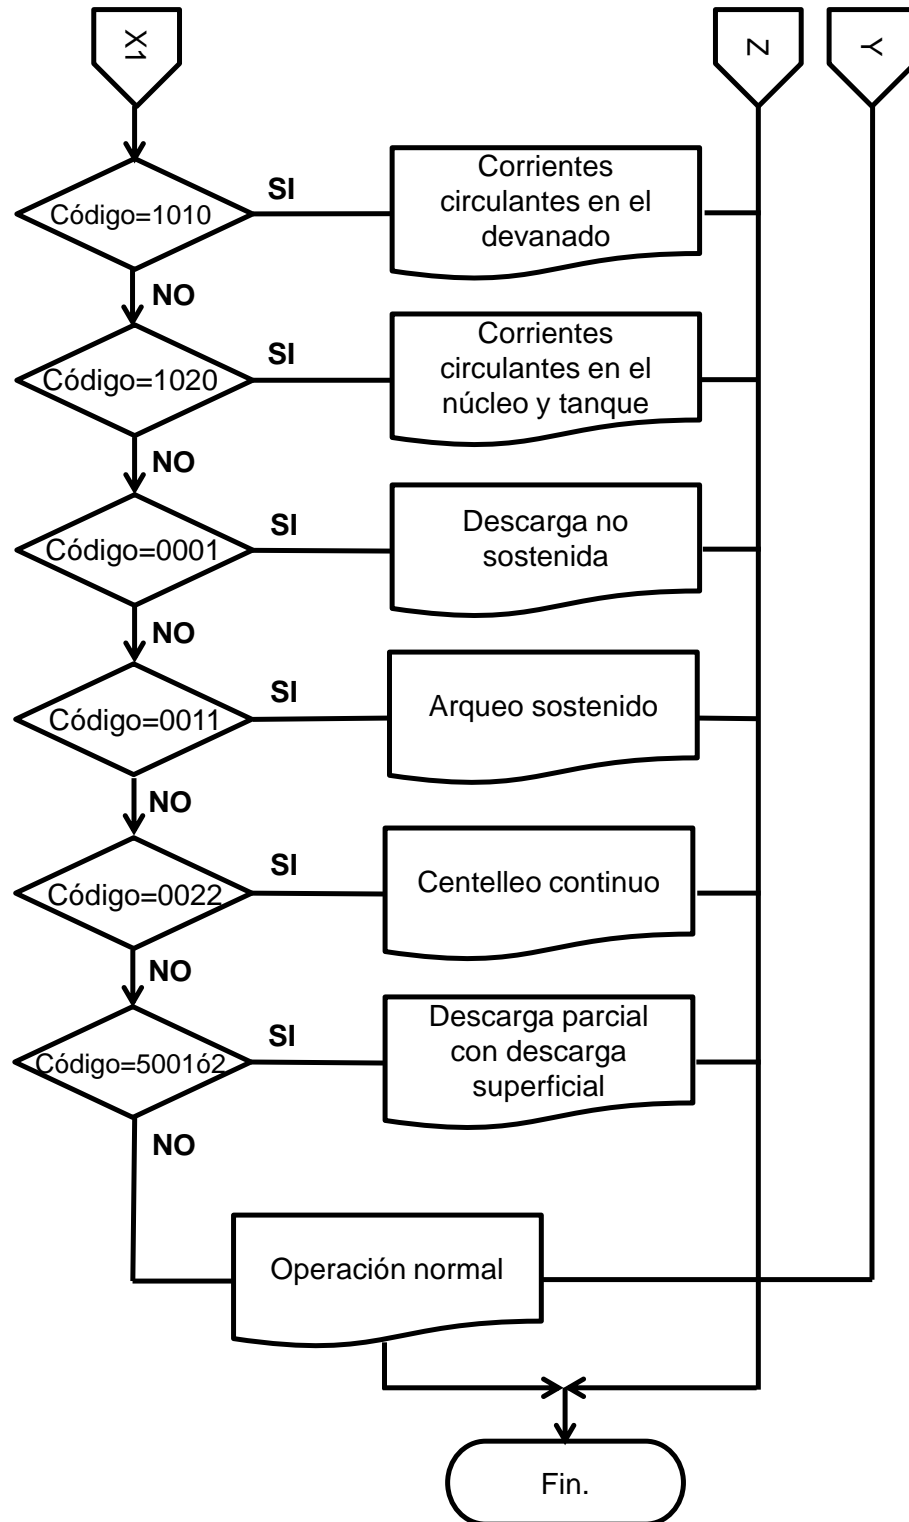 X1
Z
Y
Código=1010
SI
Corrientes
circulantes en el
devanado
NO
Código=1020
SI
Corrientes
circulantes en el
núcleo y tanque
NO
Código=0001
SI
Descarga no
sostenida
NO
Código=0011
SI
Arqueo sostenido
NO
Código=0022
SI
Centelleo continuo
NO
Código=5001ó2
SI
Descarga parcial
con descarga
superficial
NO
Operación normal
Fin.